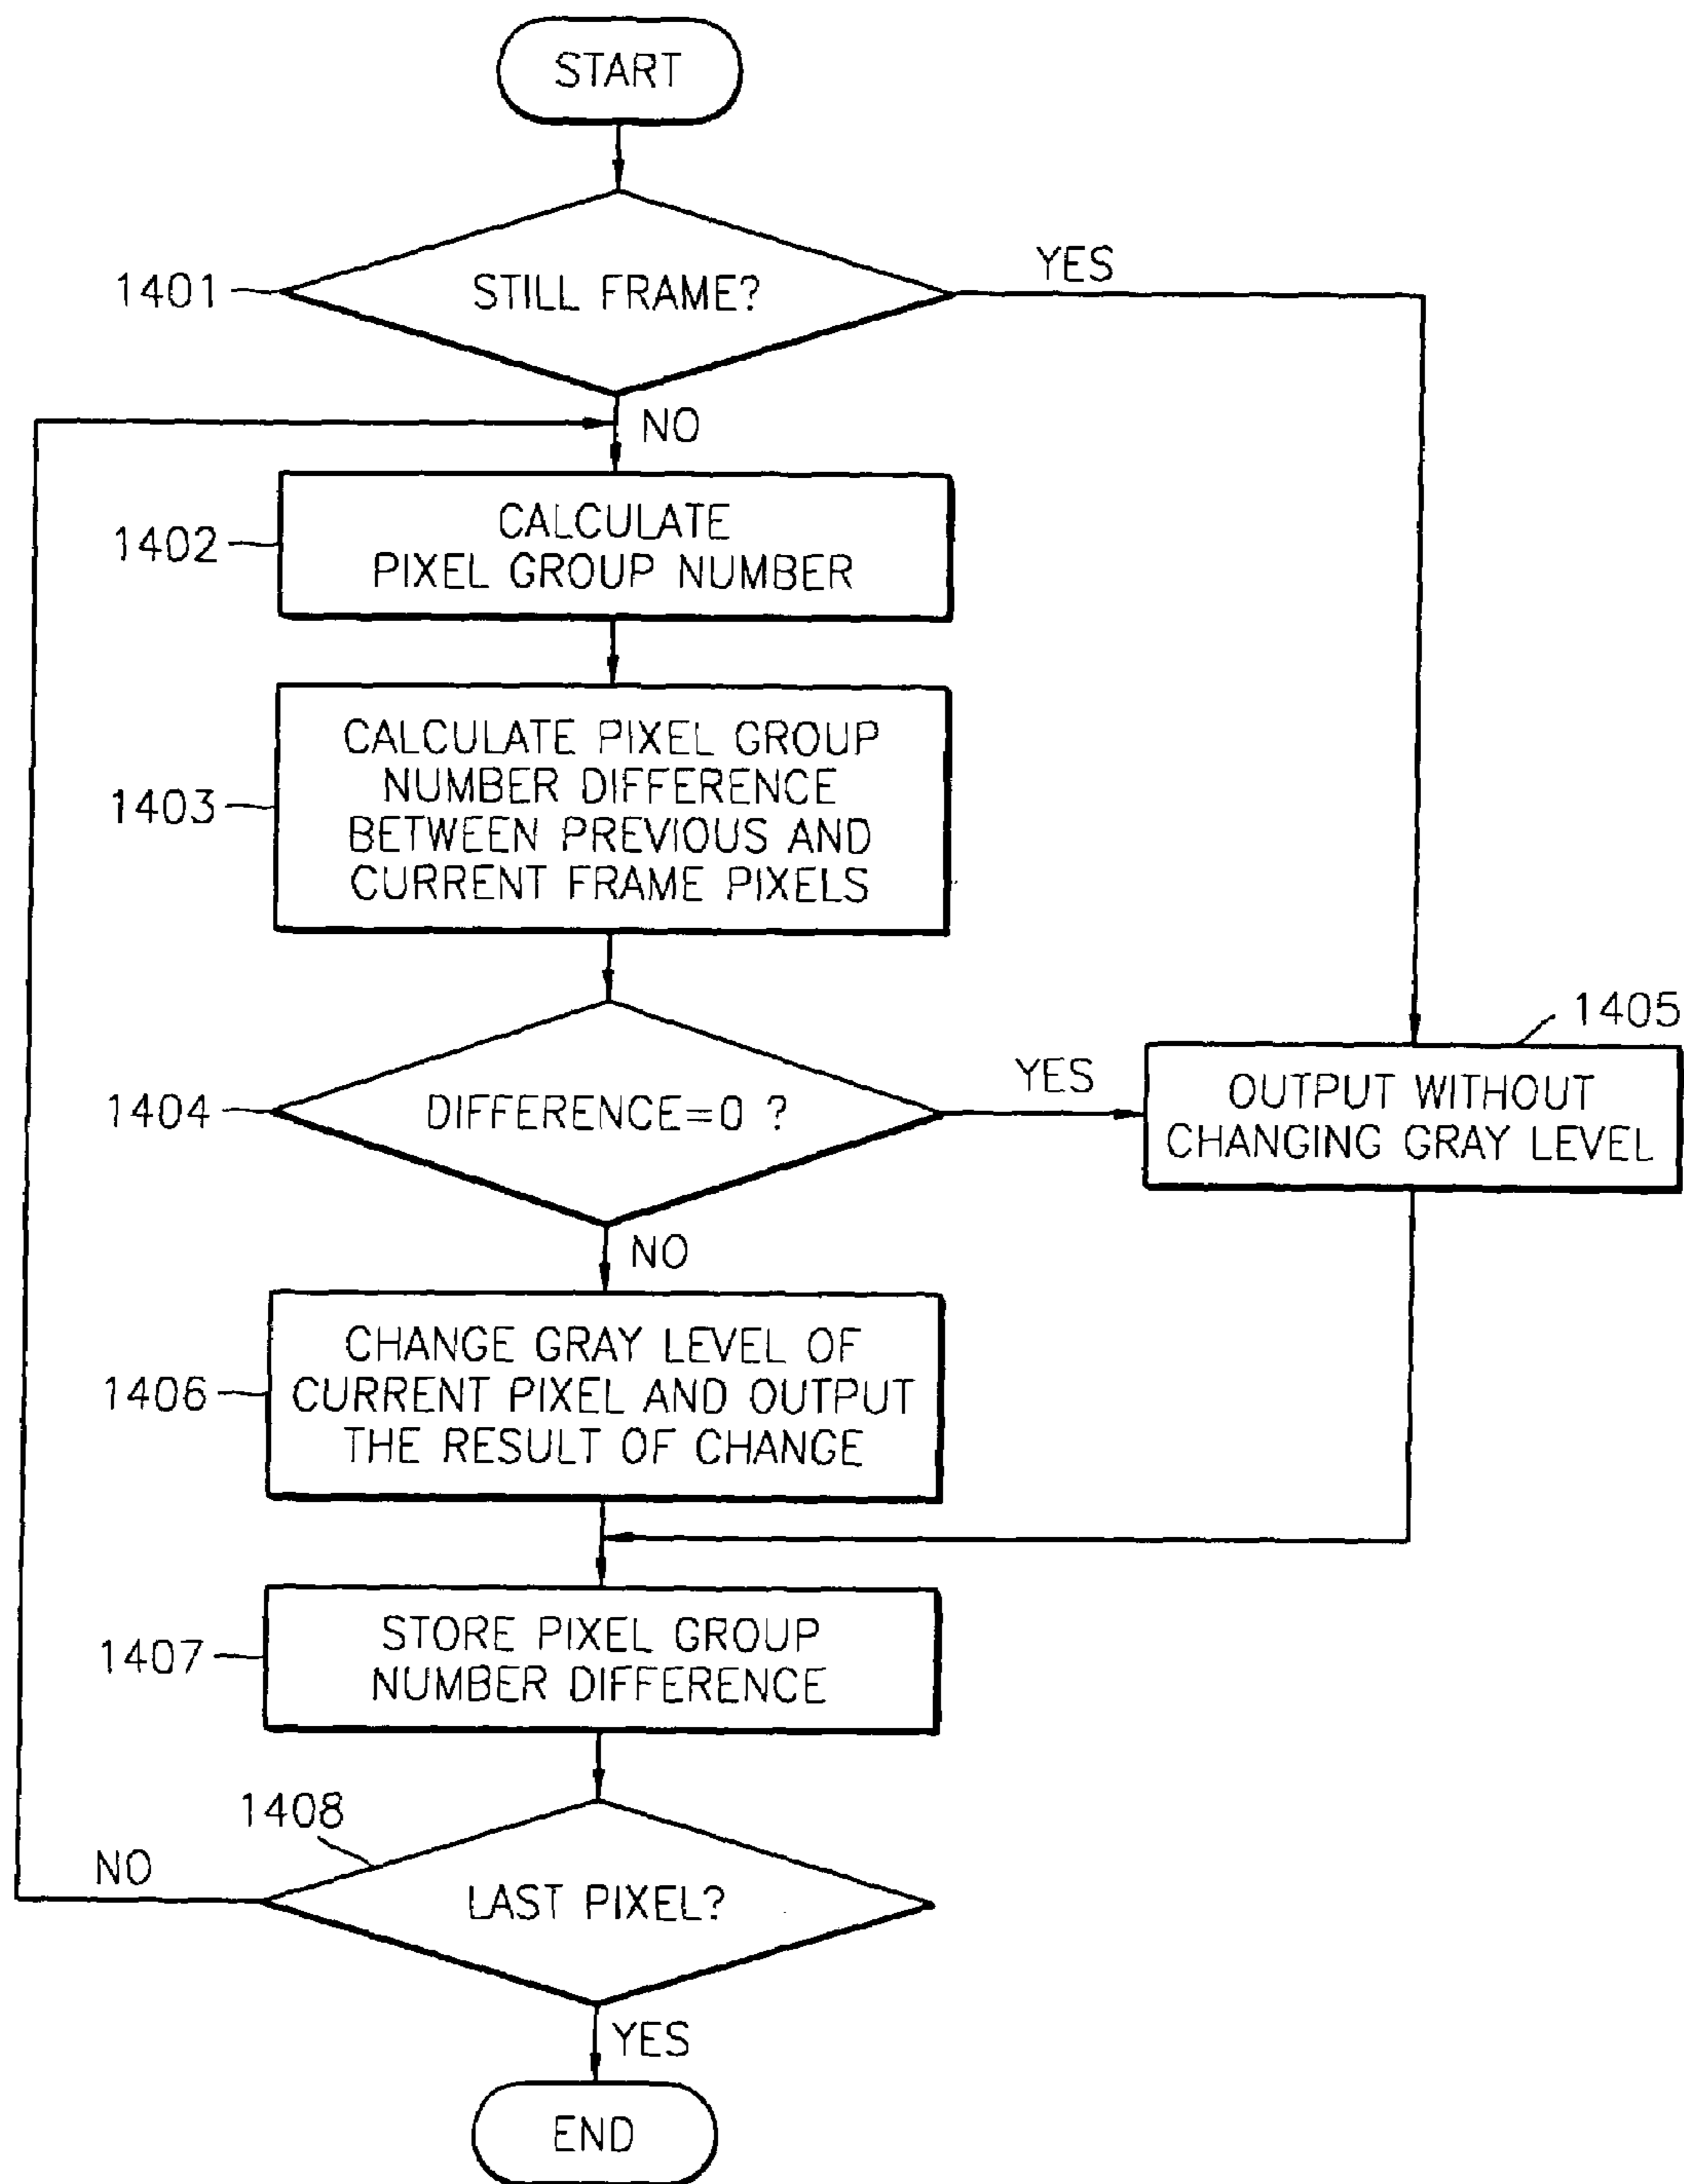 START
1401
STILL FRAME?
YES
NO
1402
CALCULATE
PIXEL GROUP NUMBER
1403
CALCULATE PIXEL GROUP
NUMBER DIFFERENCE
BETWEEN PREVIOUS AND
CURRENT FRAME PIXELS
1404
DIFFERENCE=0 ?
YES
1405
OUTPUT WITHOUT
CHANGING GRAY LEVEL
NO
1406
CHANGE GRAY LEVEL OF
CURRENT PIXEL AND OUTPUT
THE RESULT OF CHANGE
1407
STORE PIXEL GROUP
NUMBER DIFFERENCE
1408
NO
LAST PIXEL?
YES
END